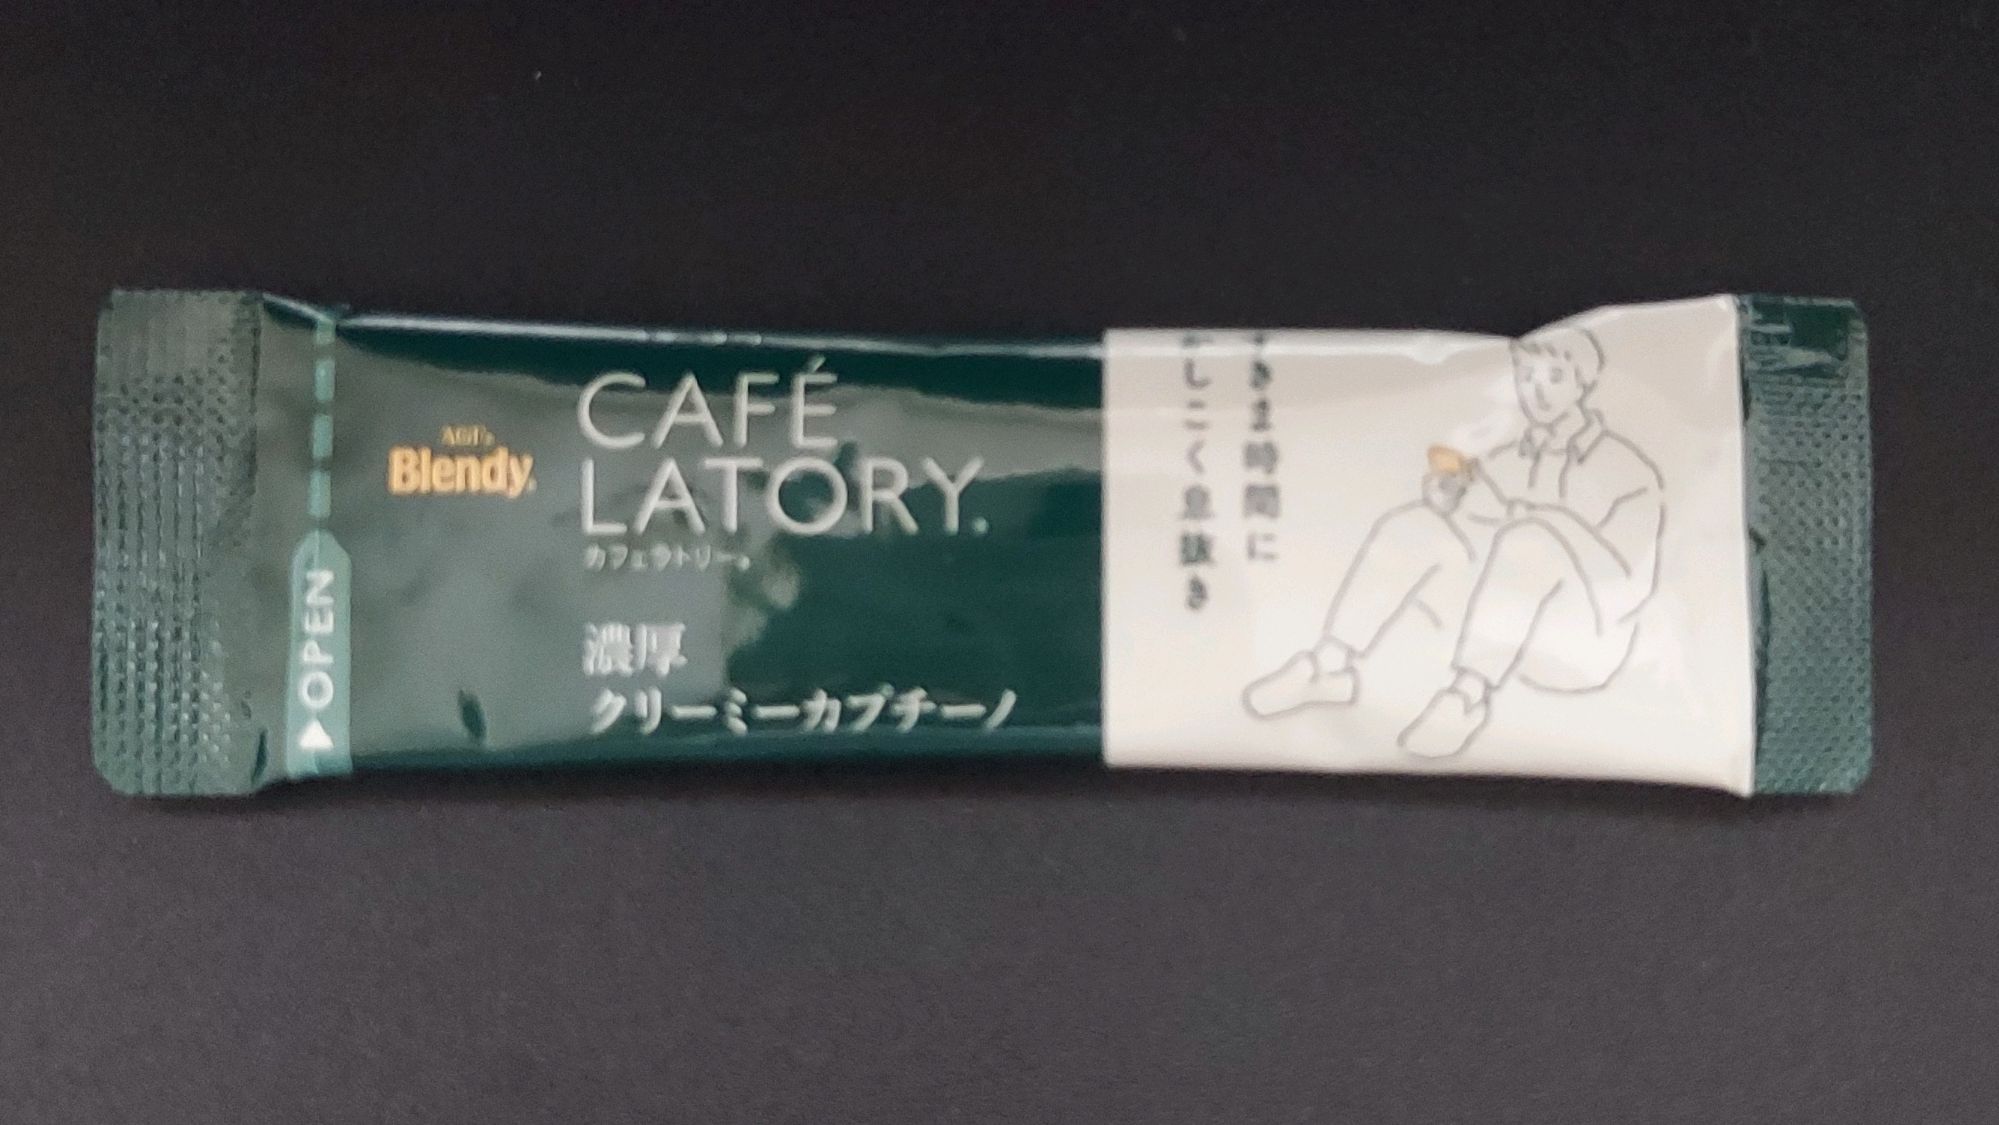 OPEN
AGF®
Blendy®
CAFÉ
LATORY®
カフェラトリー®
濃厚
クリーミーカプチーノ
時間に
しこく息抜き